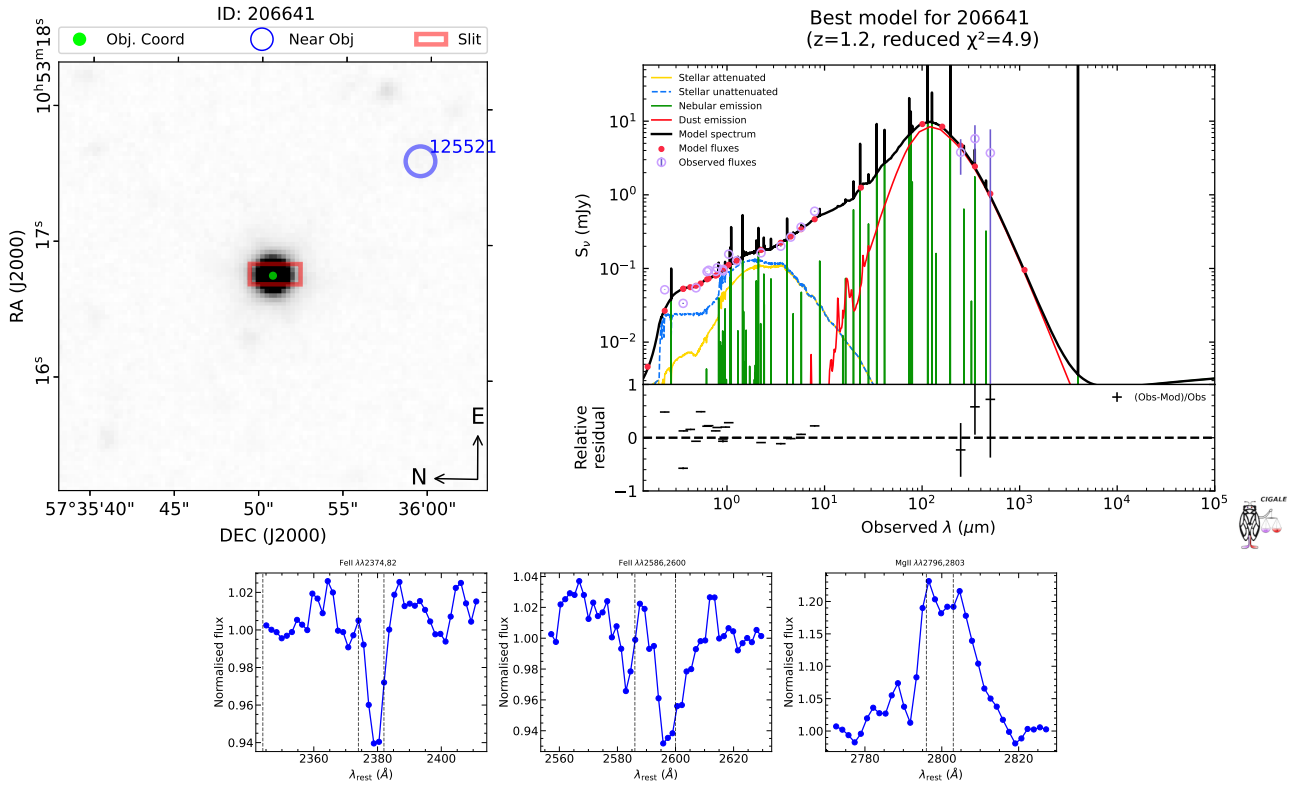 ID: 206641
Obj. Coord
Near Obj
Slit
RA (J2000)
10ʰ53ᵐ18ˢ
17ˢ
16ˢ
125521
E
N
57°35'40" 45" 50" 55" 36'00"
DEC (J2000)
Best model for 206641
(z=1.2, reduced χ²=4.9)
Stellar attenuated
Stellar unattenuated
Nebular emission
Dust emission
Model spectrum
Model fluxes
Observed fluxes
S_ν (mJy)
10¹
10⁰
10⁻¹
10⁻²
1
0
−1
Relative
residual
(Obs-Mod)/Obs
10⁰ 10¹ 10² 10³ 10⁴ 10⁵
Observed λ (μm)
CIGALE
FeII λλ2374,82
Normalised flux
1.02
1.00
0.98
0.96
0.94
2360 2380 2400
λ_rest (Å)
FeII λλ2586,2600
Normalised flux
1.04
1.02
1.00
0.98
0.96
0.94
2560 2580 2600 2620
λ_rest (Å)
MgII λλ2796,2803
Normalised flux
1.20
1.15
1.10
1.05
1.00
2780 2800 2820
λ_rest (Å)